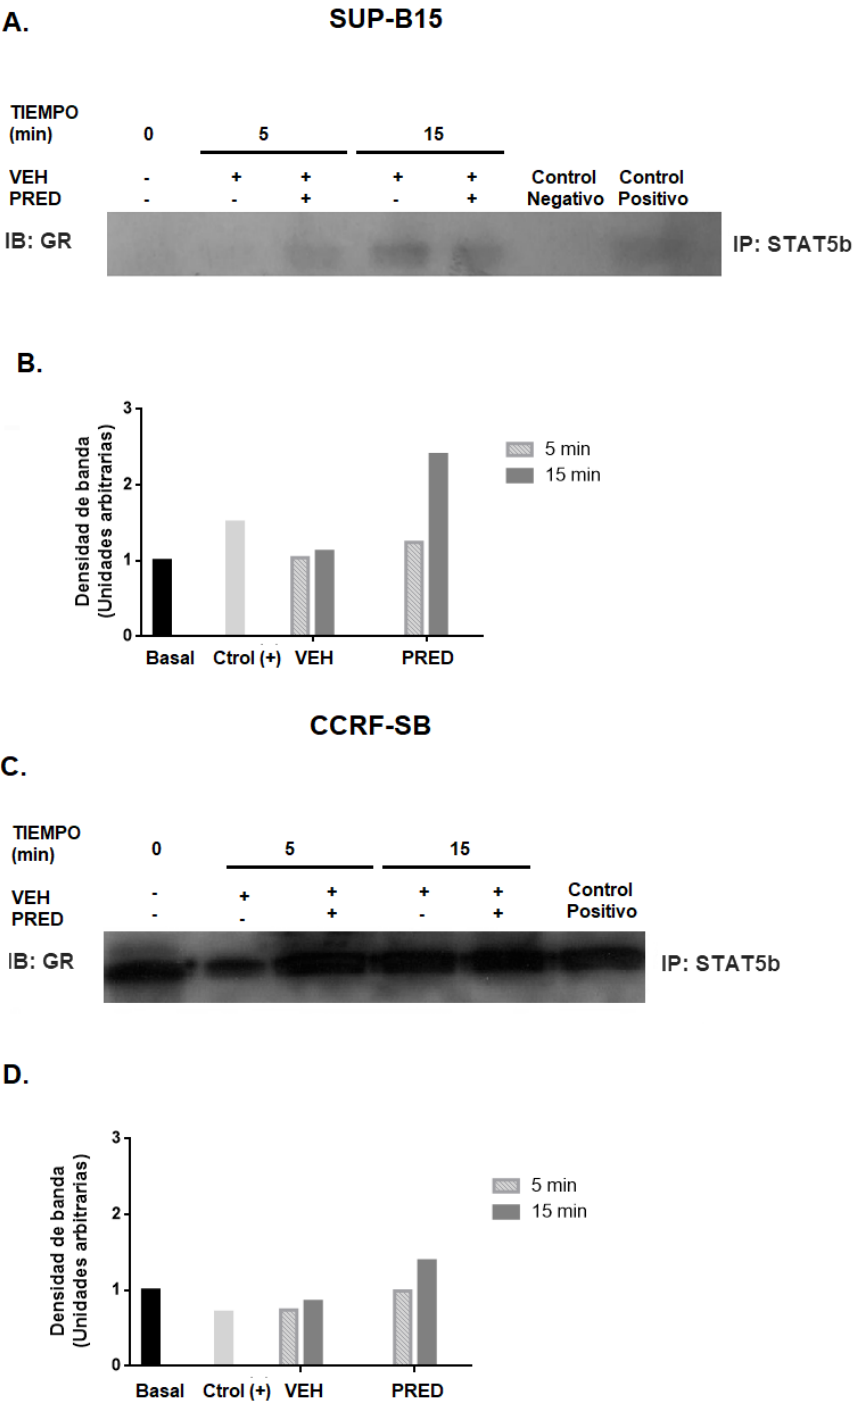 A.
SUP-B15
TIEMPO
(min) 0 5 15
VEH - + + + + Control Control
PRED - - + - + Negativo Positivo
IB: GR IP: STAT5b
B.
3
2
1
0
Densidad de banda
(Unidades arbitrarias)
5 min
15 min
Basal Ctrol (+) VEH PRED
CCRF-SB
C.
TIEMPO
(min) 0 5 15
VEH - + + + + Control
PRED - - + - + Positivo
IB: GR IP: STAT5b
D.
3
2
1
0
Densidad de banda
(Unidades arbitrarias)
5 min
15 min
Basal Ctrol (+) VEH PRED